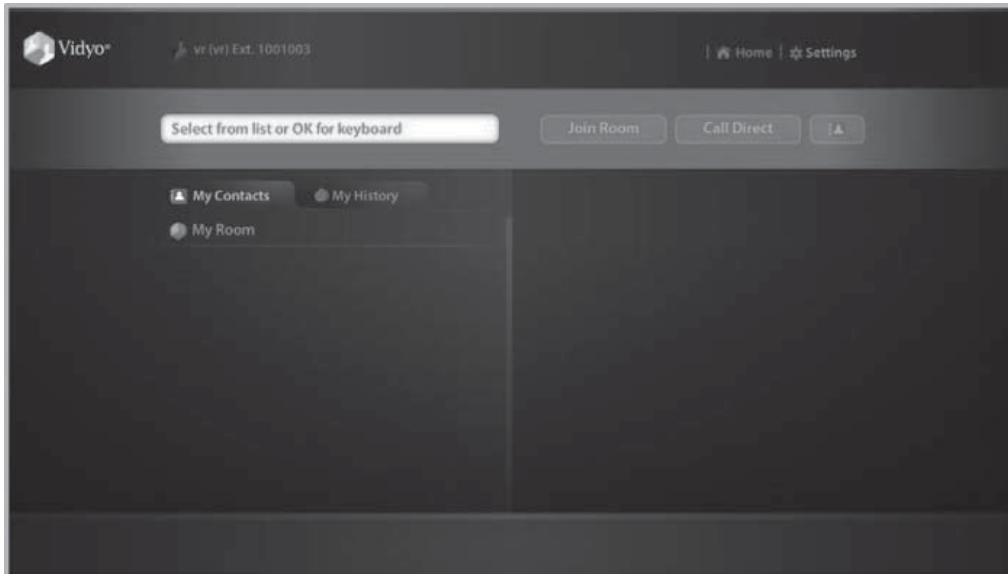 Vidyo®
vr (vr) Ext. 1001003
Home
Settings
Select from list or OK for keyboard
Join Room
Call Direct
My Contacts
My History
My Room